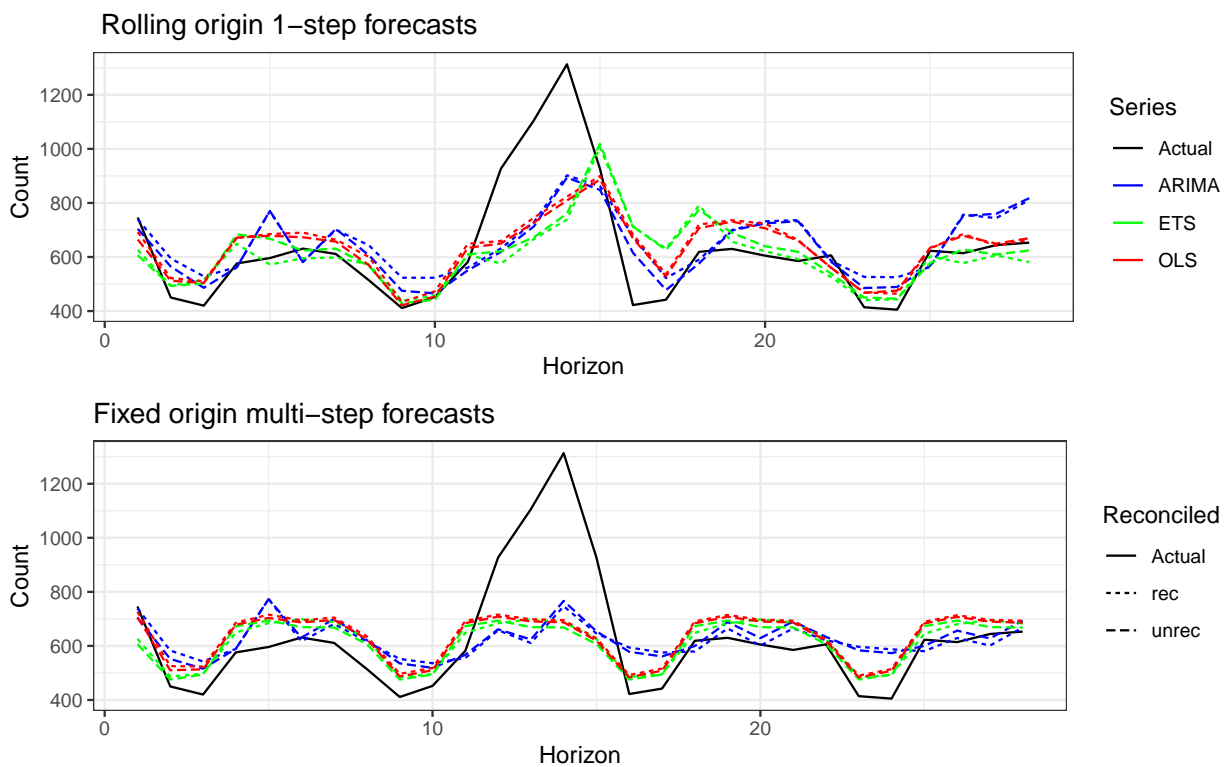 Rolling origin 1−step forecasts
1200
1000
800
600
400
Count
0
10
20
Horizon
Series
Actual
ARIMA
ETS
OLS
Fixed origin multi−step forecasts
1200
1000
800
600
400
Count
0
10
20
Horizon
Reconciled
Actual
rec
unrec